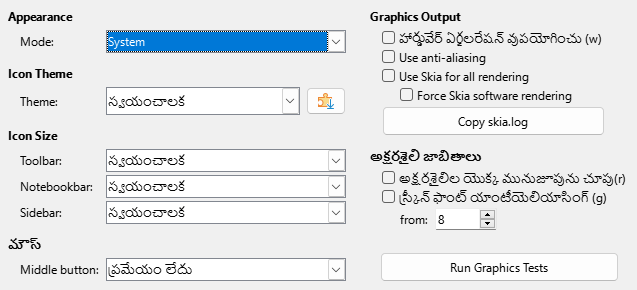 Appearance
Mode: System
Icon Theme
Theme: స్వయంచాలక
Icon Size
Toolbar: స్వయంచాలక
Notebookbar: స్వయంచాలక
Sidebar: స్వయంచాలక
మౌస్
Middle button: ప్రమేయం లేదు
Graphics Output
హార్డువేర్ ఏగ్జలరేషన్ వుపయోగించు (w)
Use anti-aliasing
Use Skia for all rendering
Force Skia software rendering
Copy skia.log
అక్షరశైలి జాబితాలు
అక్షరశైలిల యొక్క మునుజూపును చూపు(r)
స్క్రీన్ ఫాంట్ యాంటీయెలియాసింగ్ (g)
from: 8
Run Graphics Tests